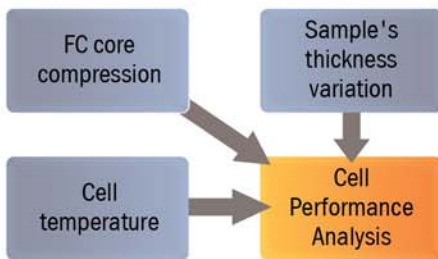 FC core
compression
Sample's
thickness
variation
Cell
temperature
Cell
Performance
Analysis